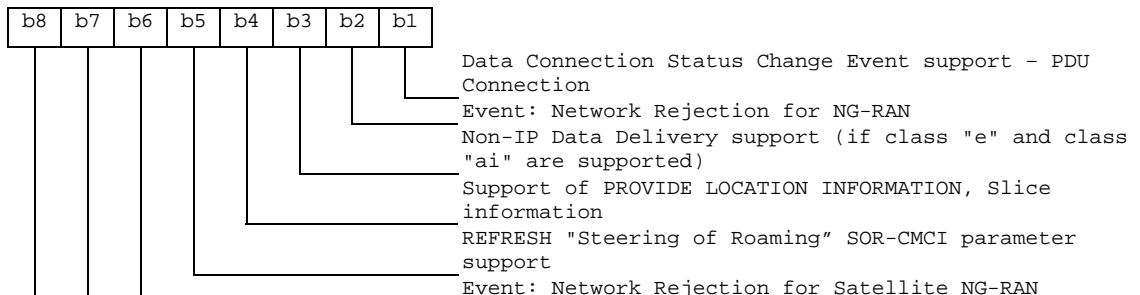 b8 b7 b6 b5 b4 b3 b2 b1
Data Connection Status Change Event support – PDU
Connection
Event: Network Rejection for NG-RAN
Non-IP Data Delivery support (if class "e" and class
"ai" are supported)
Support of PROVIDE LOCATION INFORMATION, Slice
information
REFRESH "Steering of Roaming” SOR-CMCI parameter
support
Event: Network Rejection for Satellite NG-RAN